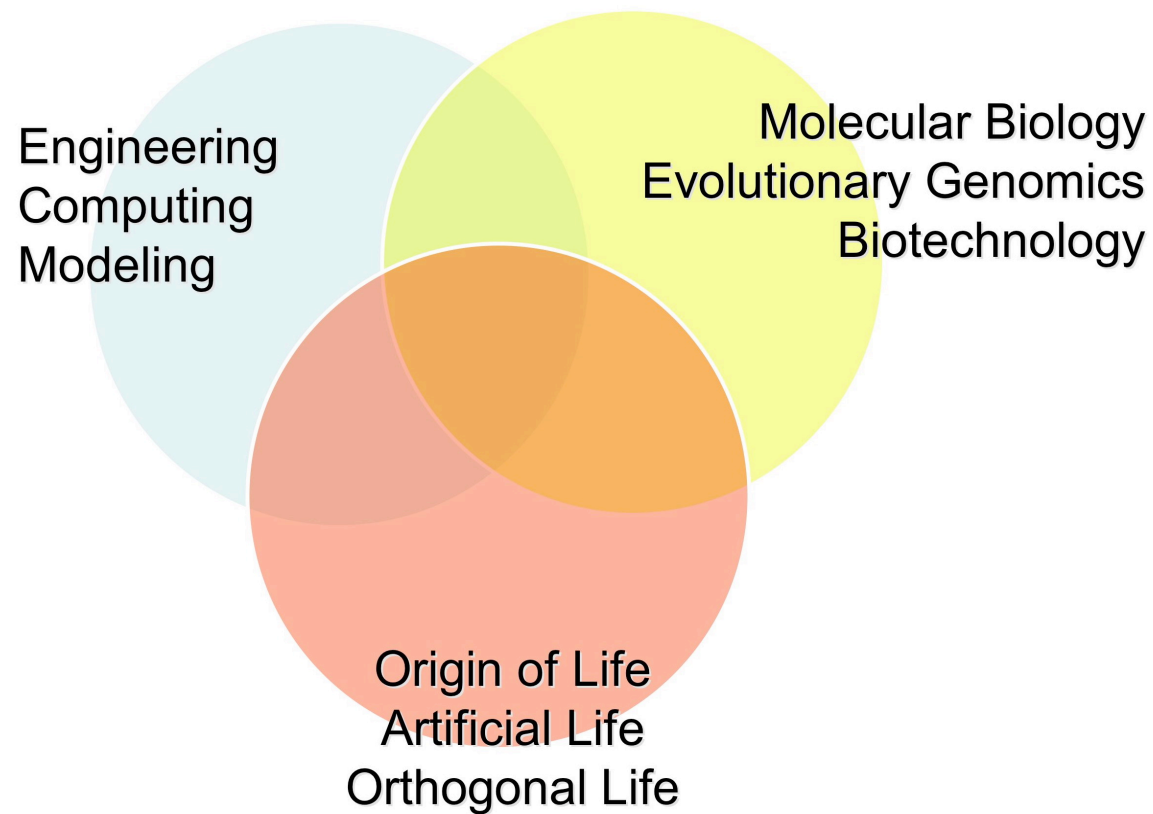 Engineering
Computing
Modeling
Molecular Biology
Evolutionary Genomics
Biotechnology
Origin of Life
Artificial Life
Orthogonal Life